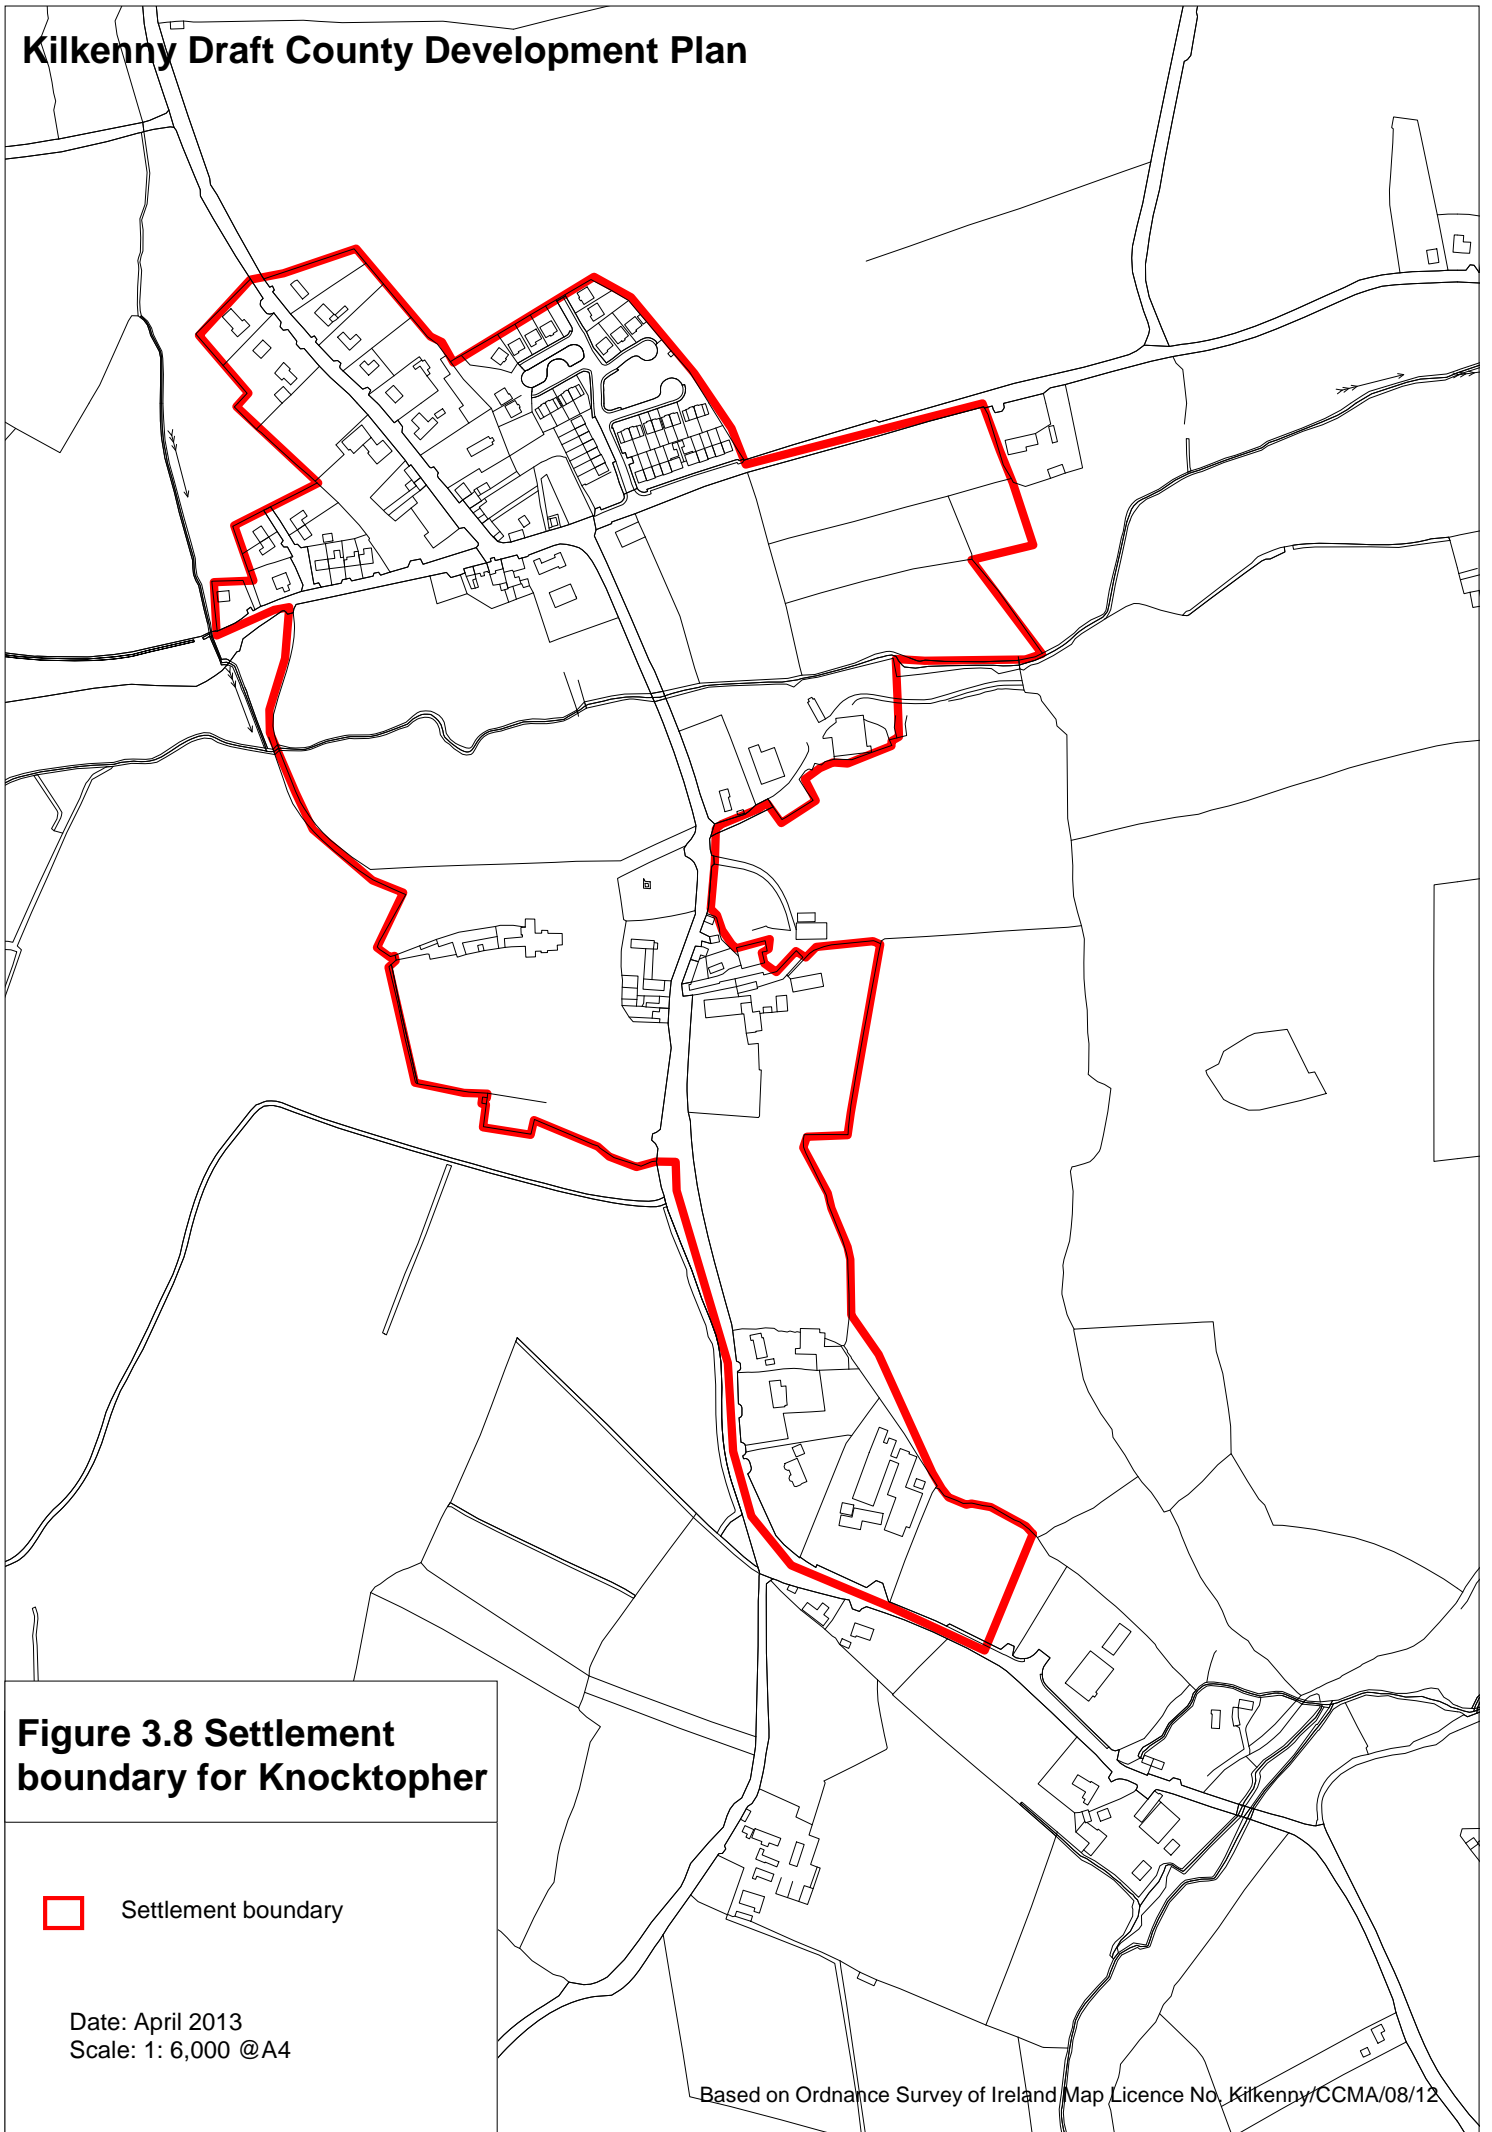 Kilkenny Draft County Development Plan
Figure 3.8 Settlement
boundary for Knocktopher
Settlement boundary
Date: April 2013
Scale: 1: 6,000 @A4
Based on Ordnance Survey of Ireland Map Licence No. Kilkenny/CCMA/08/12